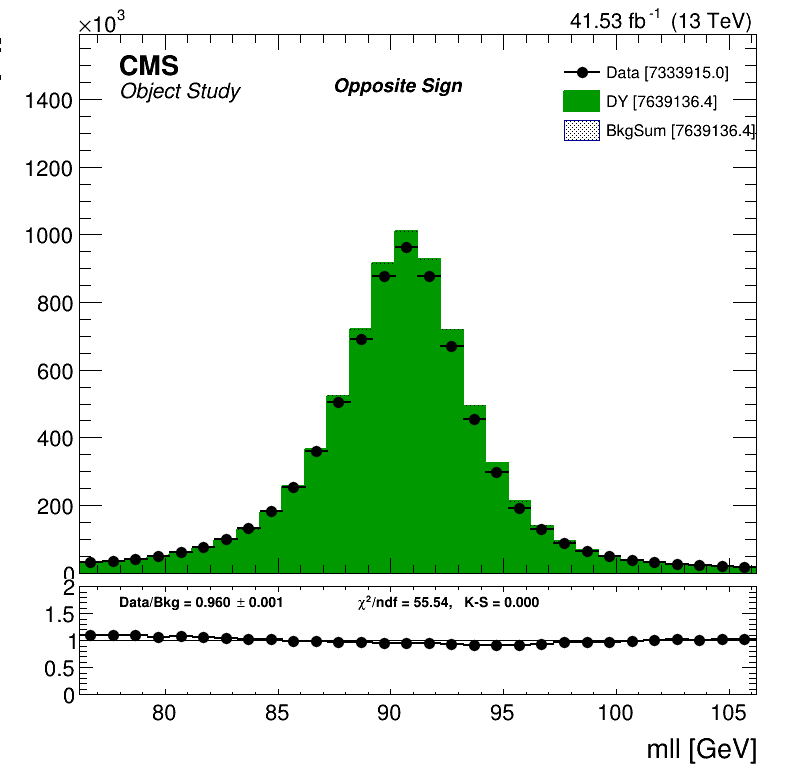 ×10³
41.53 fb⁻¹ (13 TeV)
CMS
Object Study
Opposite Sign
Data [7333915.0]
DY [7639136.4]
BkgSum [7639136.4]
1400
1200
1000
800
600
400
200
0
Data/Bkg = 0.960 ± 0.001
χ²/ndf = 55.54, K-S = 0.000
2
1.5
1
0.5
0
80 85 90 95 100 105
mll [GeV]